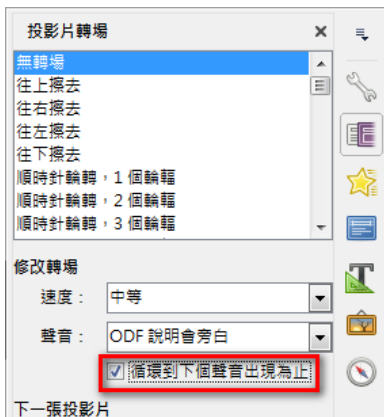 投影片轉場
無轉場
往上擦去
往右擦去
往左擦去
往下擦去
順時針輪轉，1 個輪輻
順時針輪轉，2 個輪輻
順時針輪轉，3 個輪輻
修改轉場
速度： 中等
聲音： ODF 說明會旁白
循環到下個聲音出現為止
下一張投影片